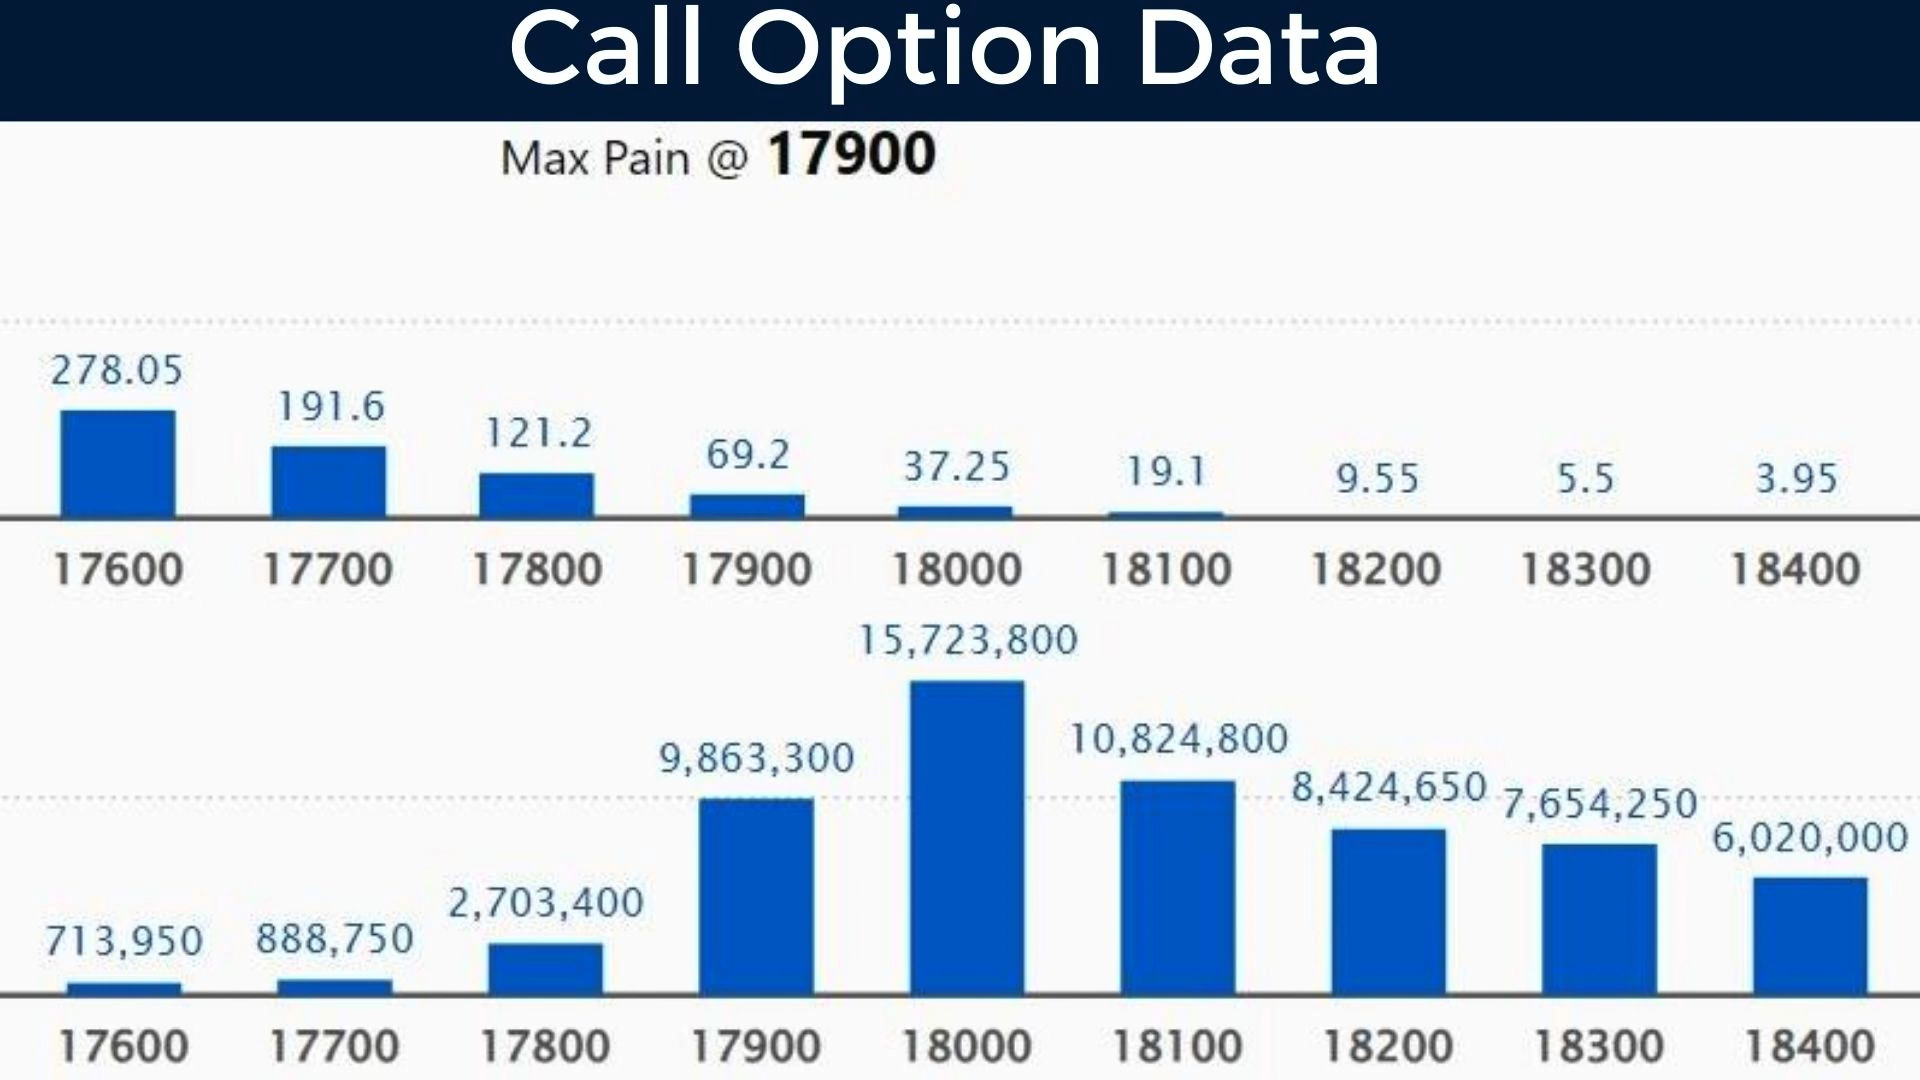 Call Option Data
Max Pain @ 17900
278.05 191.6 121.2 69.2 37.25 19.1 9.55 5.5 3.95
17600 17700 17800 17900 18000 18100 18200 18300 18400
713,950 888,750 2,703,400 9,863,300 15,723,800 10,824,800 8,424,650 7,654,250 6,020,000
17600 17700 17800 17900 18000 18100 18200 18300 18400